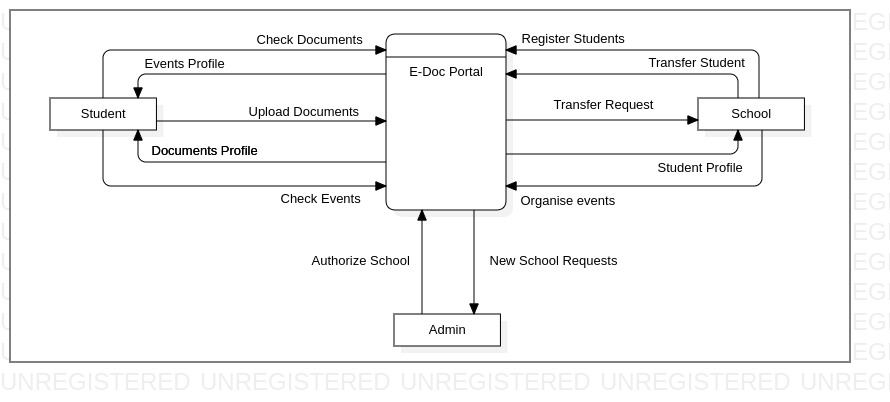 Check Documents
Register Students
Events Profile
Transfer Student
E-Doc Portal
Student
Upload Documents
Transfer Request
School
Documents Profile
Student Profile
Check Events
Organise events
Authorize School
New School Requests
Admin
UNREGISTERED UNREGISTERED UNREGISTERED UNREGISTERED UNREGI